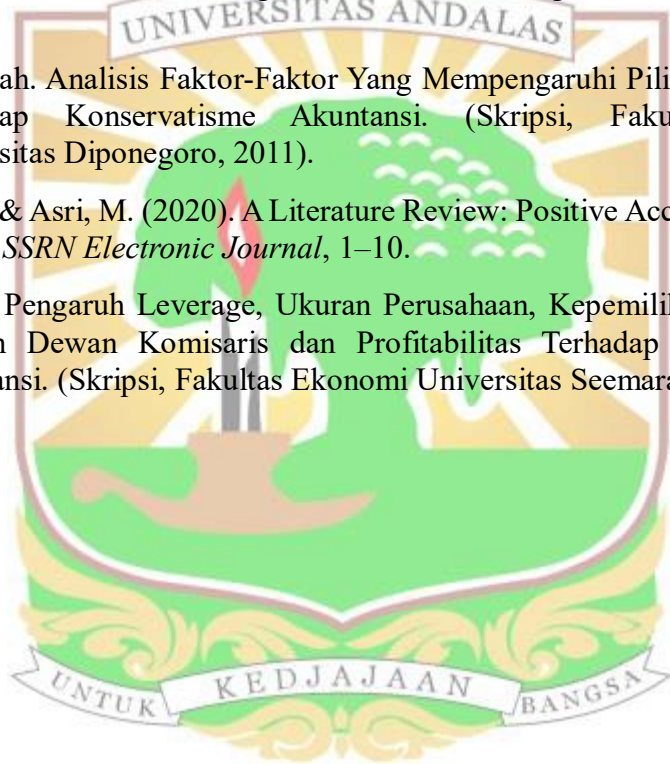 UNIVERSITAS ANDALAS
ah. Analisis Faktor-Faktor Yang Mempengaruhi Pili
ap Konservatisme Akuntansi. (Skripsi, Faku
sitas Diponegoro, 2011).
& Asri, M. (2020). A Literature Review: Positive Acc
SSRN Electronic Journal, 1–10.
Pengaruh Leverage, Ukuran Perusahaan, Kepemilik
n Dewan Komisaris dan Profitabilitas Terhadap
ansi. (Skripsi, Fakultas Ekonomi Universitas Seemara
UNTUK KEDJAJAAN BANGSA